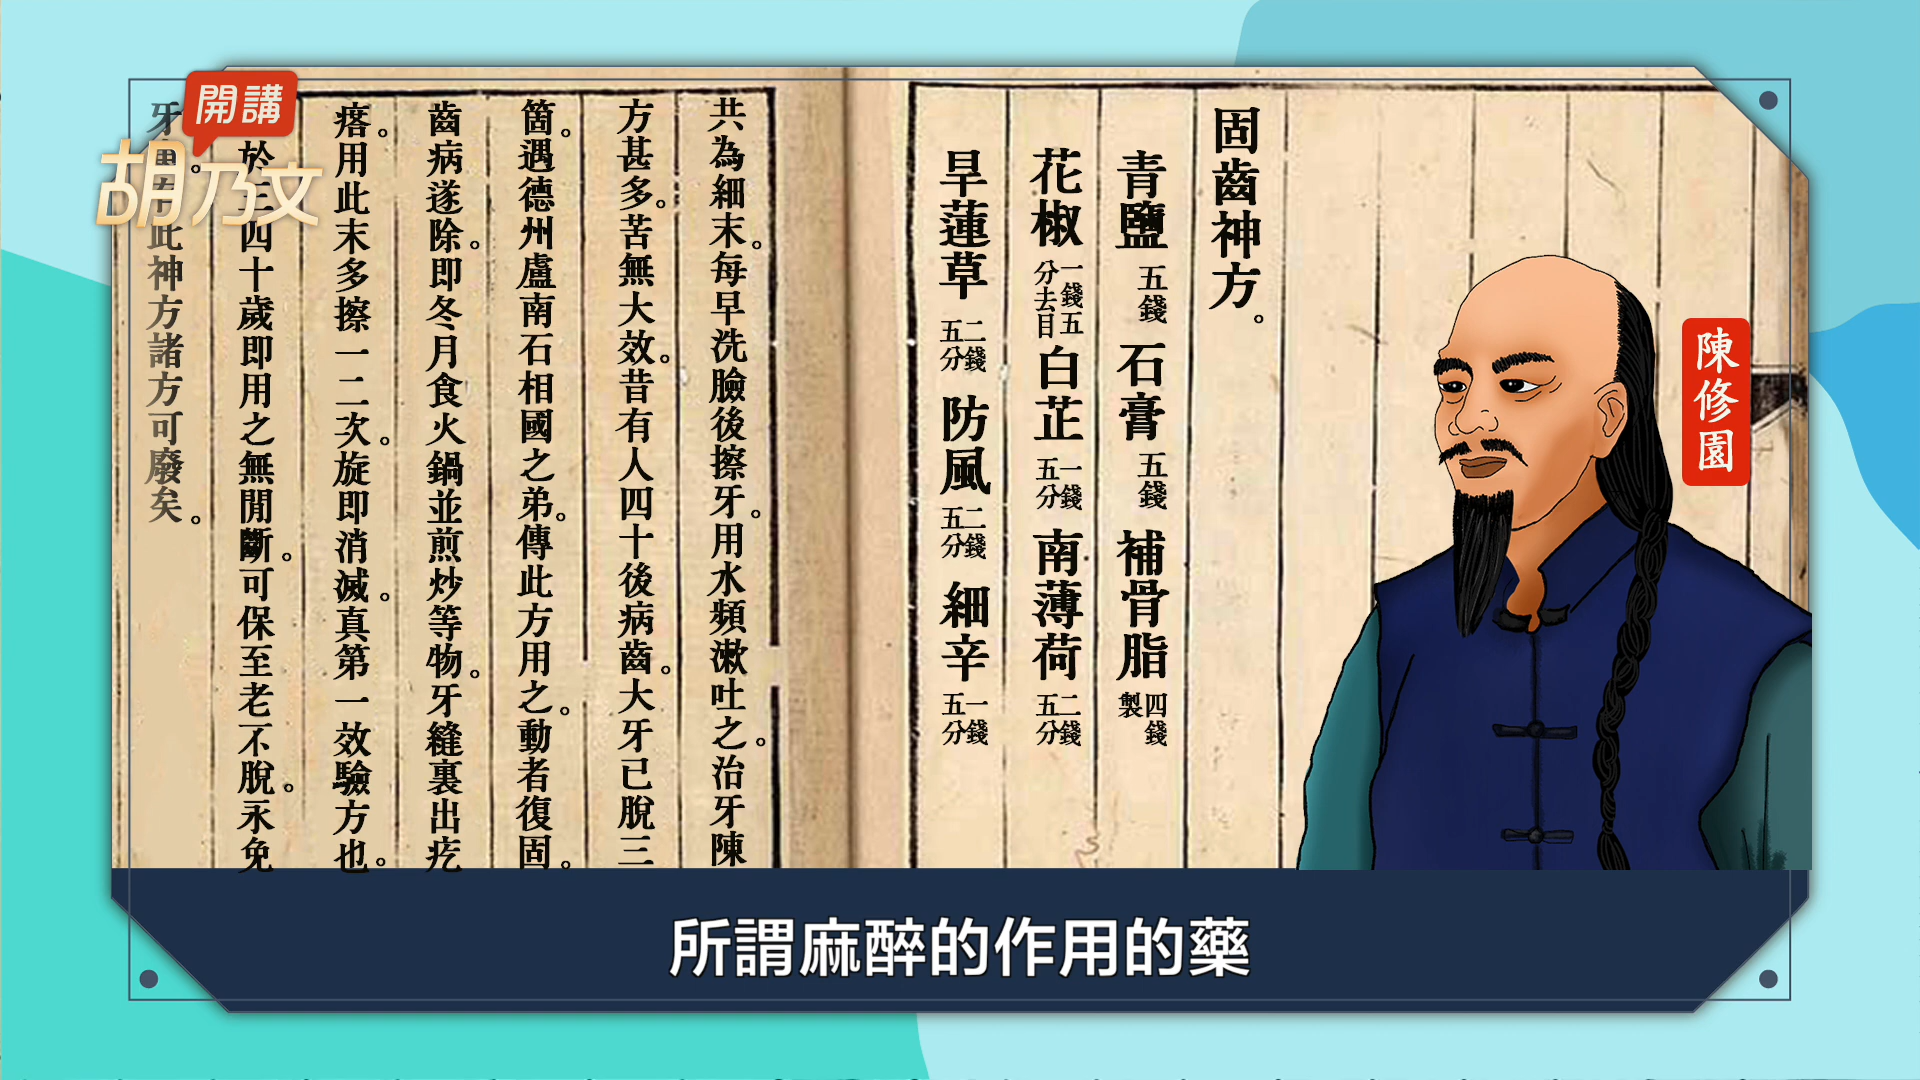 開講
胡乃文
固齒神方。
青鹽 五錢 石膏 五錢 補骨脂 四錢製
花椒 一錢五分去目 白芷 一錢五分 南薄荷 二錢五分
早蓮草 二錢五分 防風 二錢五分 細辛 一錢五分
共為細末。每早洗臉後擦牙。用水頻漱吐之。治牙陳
方甚多。苦無大效。昔有人四十後病齒。大牙已脫三
箇。遇德州盧南石相國之弟。傳此方用之。動者復固。
齒病遂除。即冬月食火鍋並煎炒等物。牙縫裏出疙
瘩。用此末多擦一二次。旋即消滅。真第一效驗方也。
於三四十歲即用之無閒斷。可保至老不脫。永免
牙。此神方諸方可廢矣。
陳修園
所謂麻醉的作用的藥